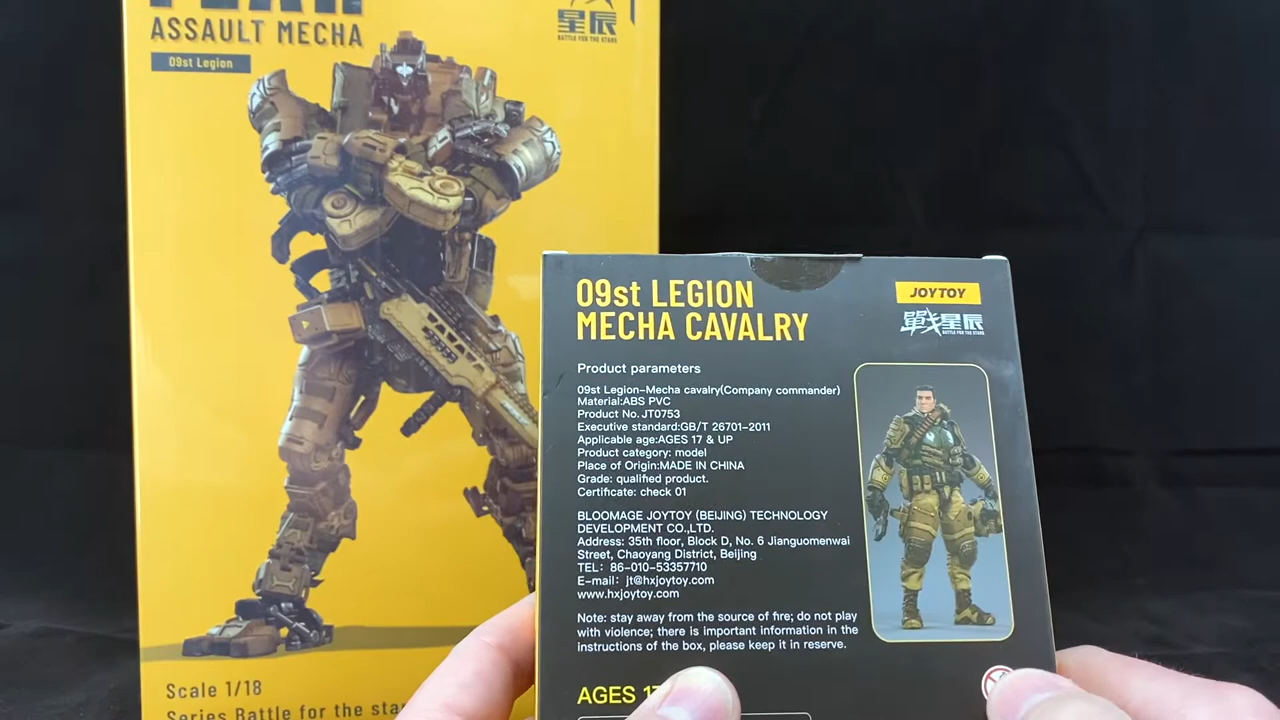 ASSAULT MECHA
09st Legion
星辰
BATTLE FOR THE STARS
Scale 1/18
Series Battle for the
09st LEGION
MECHA CAVALRY
JOYTOY
戰星辰
BATTLE FOR THE STARS
Product parameters
09st Legion-Mecha cavalry(Company commander)
Material:ABS PVC
Product No. JT0753
Executive standard:GB/T 26701-2011
Applicable age:AGES 17 & UP
Product category: model
Place of Origin:MADE IN CHINA
Grade: qualified product.
Certificate: check 01
BLOOMAGE JOYTOY (BEIJING) TECHNOLOGY
DEVELOPMENT CO.,LTD.
Address: 35th floor, Block D, No. 6 Jianguomenwai
Street, Chaoyang District, Beijing
TEL: 86-010-53357710
E-mail: jt@hxjoytoy.com
www.hxjoytoy.com
Note: stay away from the source of fire; do not play
with violence; there is important information in the
instructions of the box, please keep it in reserve.
AGES